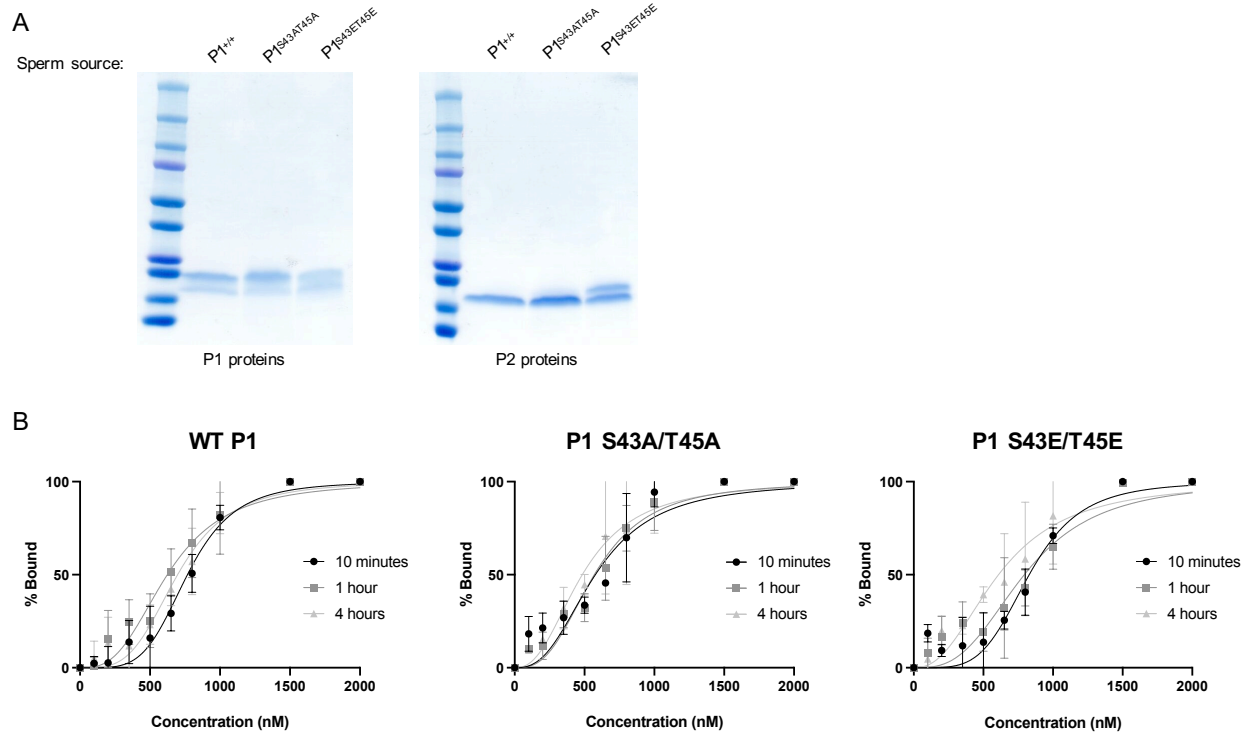 A
Sperm source:
P1+/+ P1S43AT45A P1S43ET45E
P1+/+ P1S43AT45A P1S43ET45E
P1 proteins
P2 proteins
B
WT P1
100
50
0
% Bound
0 500 1000 1500 2000
Concentration (nM)
10 minutes
1 hour
4 hours
P1 S43A/T45A
100
50
0
% Bound
0 500 1000 1500 2000
Concentration (nM)
10 minutes
1 hour
4 hours
P1 S43E/T45E
100
50
0
% Bound
0 500 1000 1500 2000
Concentration (nM)
10 minutes
1 hour
4 hours